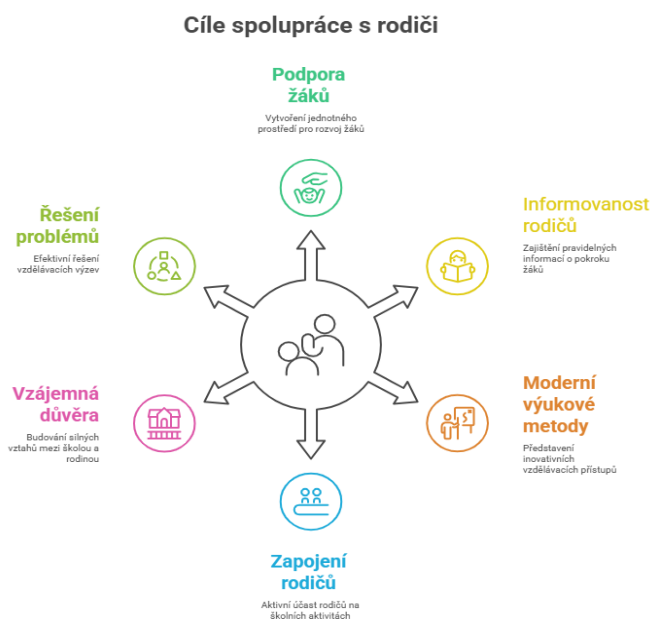 Cíle spolupráce s rodiči
Podpora
žáků
Vytvoření jednotného
prostředí pro rozvoj žáků
Informovanost
rodičů
Zajištění pravidelných
informací o pokroku
žáků
Moderní
výukové
metody
Představení
inovativních
vzdělávacích přístupů
Zapojení
rodičů
Aktivní účast rodičů na
školních aktivitách
Vzájemná
důvěra
Budování silných
vztahů mezi školou a
rodinou
Řešení
problémů
Efektivní řešení
vzdělávacích výzev